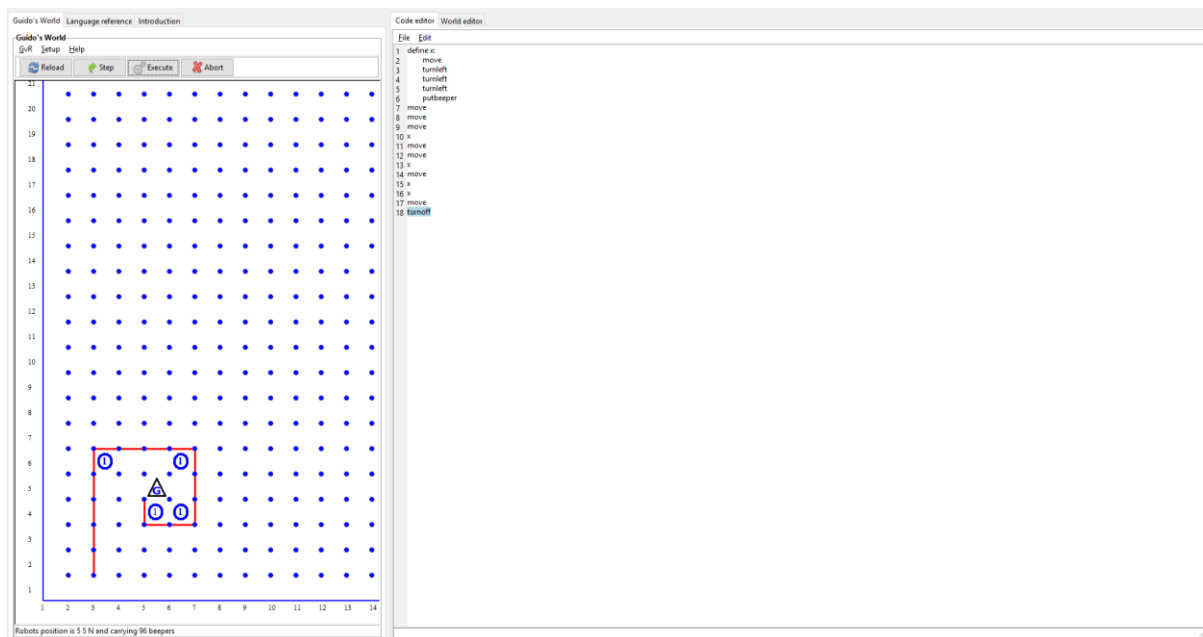 Guido's World Language reference Introduction
Guido's World
GvR Setup Help
Reload Step Execute Abort
21
20
19
18
17
16
15
14
13
12
11
10
9
8
7
6 1 1
5 G
4 1 1
3
2
1
1 2 3 4 5 6 7 8 9 10 11 12 13 14
Robots position is 5 5 N and carrying 96 beepers
Code editor World editor
File Edit
1 define x:
2 move
3 turnleft
4 turnleft
5 turnleft
6 putbeeper
7 move
8 move
9 move
10 x
11 move
12 move
13 x
14 move
15 x
16 x
17 move
18 turnoff